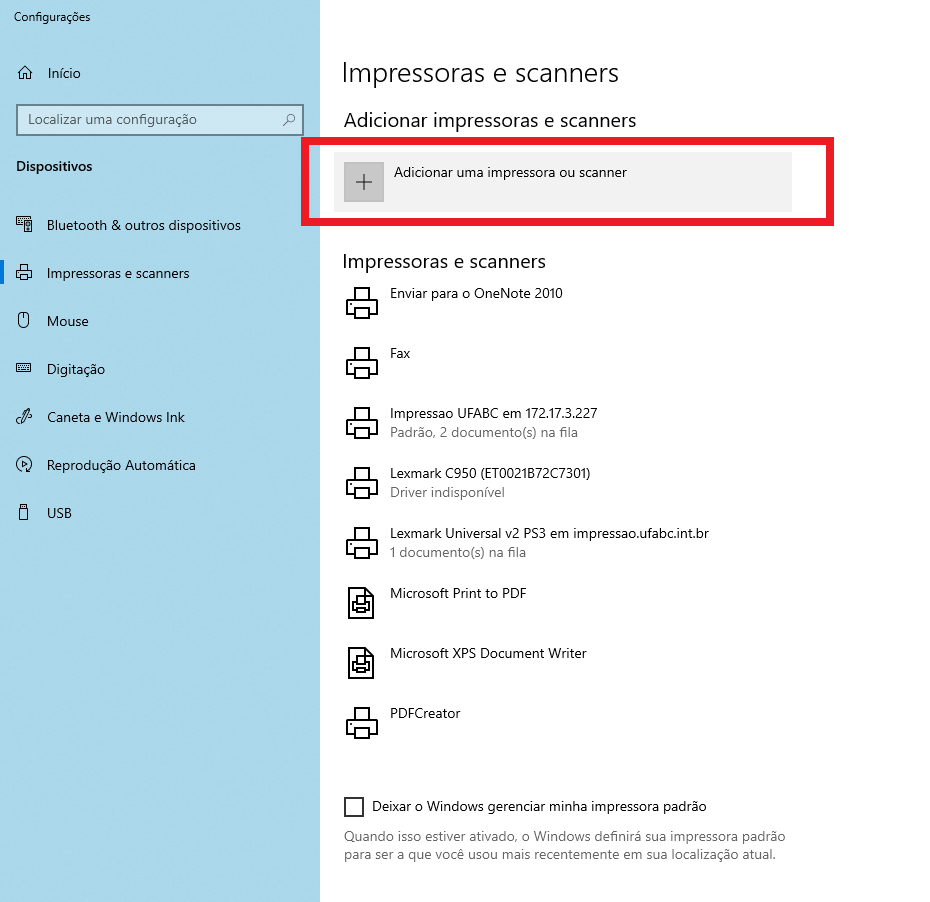 Configurações
Início
Localizar uma configuração
Dispositivos
Bluetooth & outros dispositivos
Impressoras e scanners
Mouse
Digitação
Caneta e Windows Ink
Reprodução Automática
USB
Impressoras e scanners
Adicionar impressoras e scanners
Adicionar uma impressora ou scanner
Impressoras e scanners
Enviar para o OneNote 2010
Fax
Impressao UFABC em 172.17.3.227
Padrão, 2 documento(s) na fila
Lexmark C950 (ET0021B72C7301)
Driver indisponível
Lexmark Universal v2 PS3 em impressao.ufabc.int.br
1 documento(s) na fila
Microsoft Print to PDF
Microsoft XPS Document Writer
PDFCreator
Deixar o Windows gerenciar minha impressora padrão
Quando isso estiver ativado, o Windows definirá sua impressora padrão
para ser a que você usou mais recentemente em sua localização atual.